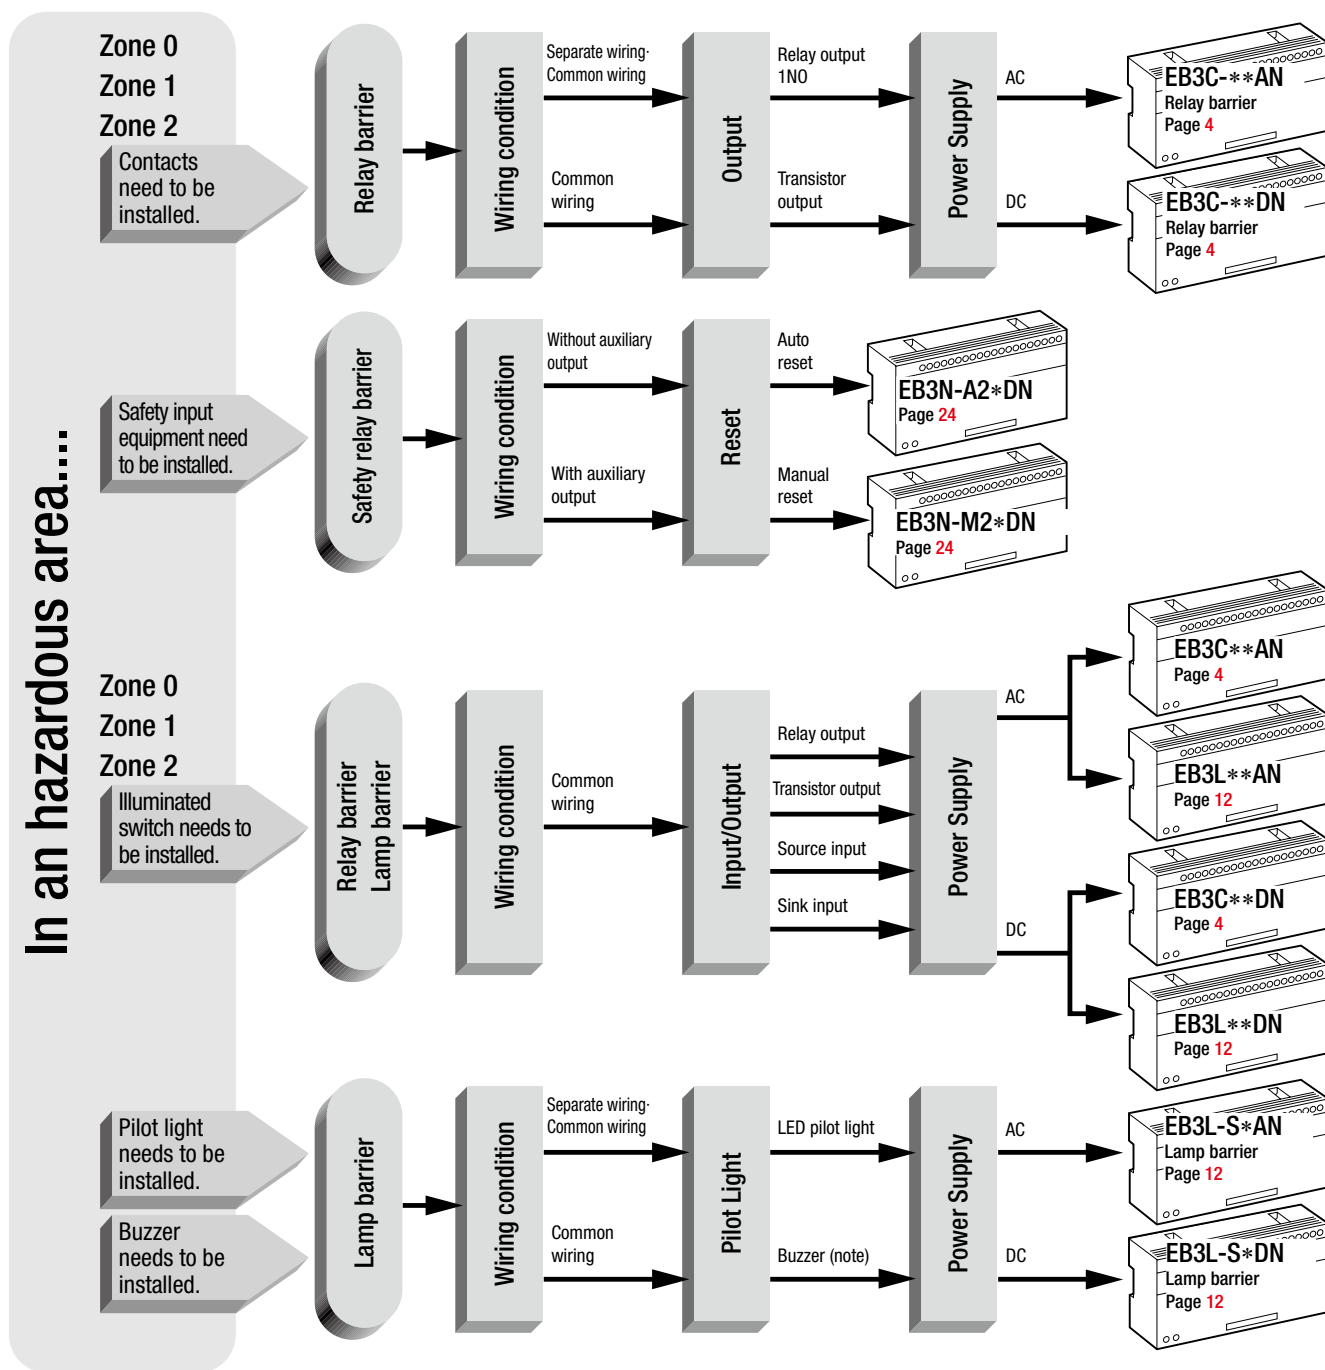 In an hazardous area....
Zone 0
Zone 1
Zone 2
Contacts
need to be
installed.
Relay barrier
Wiring condition
Separate wiring·
Common wiring
Common
wiring
Output
Relay output
1NO
Transistor
output
Power Supply
AC
DC
EB3C-**AN
Relay barrier
Page 4
EB3C-**DN
Relay barrier
Page 4
Safety input
equipment need
to be installed.
Safety relay barrier
Wiring condition
Without auxiliary
output
With auxiliary
output
Reset
Auto
reset
Manual
reset
EB3N-A2*DN
Page 24
EB3N-M2*DN
Page 24
Zone 0
Zone 1
Zone 2
Illuminated
switch needs to
be installed.
Relay barrier
Lamp barrier
Wiring condition
Common
wiring
Input/Output
Relay output
Transistor output
Source input
Sink input
Power Supply
AC
DC
EB3C**AN
Page 4
EB3L**AN
Page 12
EB3C**DN
Page 4
EB3L**DN
Page 12
Pilot light
needs to be
installed.
Buzzer
needs to be
installed.
Lamp barrier
Wiring condition
Separate wiring·
Common wiring
Common
wiring
Pilot Light
LED pilot light
Buzzer (note)
Power Supply
AC
DC
EB3L-S*AN
Lamp barrier
Page 12
EB3L-S*DN
Lamp barrier
Page 12